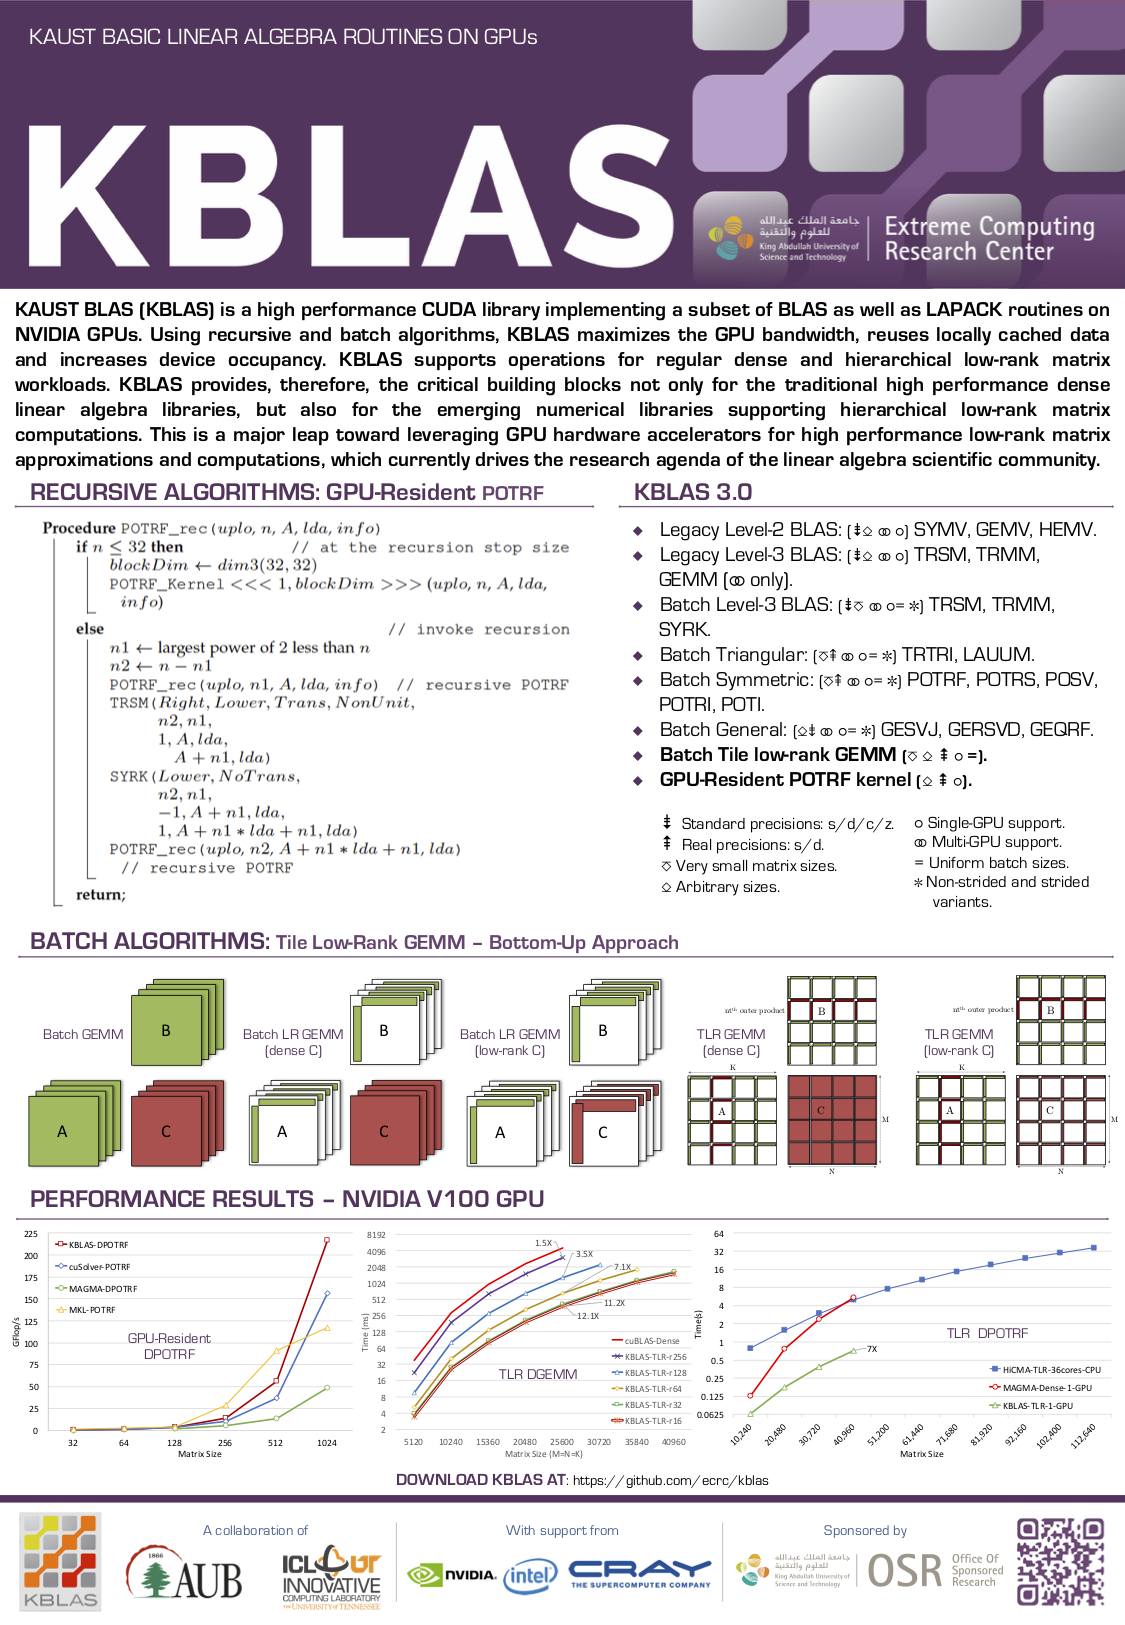 KAUST BASIC LINEAR ALGEBRA ROUTINES ON GPUs
KBLAS
جامعة الملك عبدالله
للعلوم والتقنية
King Abdullah University of
Science and Technology
Extreme Computing
Research Center
KAUST BLAS (KBLAS) is a high performance CUDA library implementing a subset of BLAS as well as LAPACK routines on
NVIDIA GPUs. Using recursive and batch algorithms, KBLAS maximizes the GPU bandwidth, reuses locally cached data
and increases device occupancy. KBLAS supports operations for regular dense and hierarchical low-rank matrix
workloads. KBLAS provides, therefore, the critical building blocks not only for the traditional high performance dense
linear algebra libraries, but also for the emerging numerical libraries supporting hierarchical low-rank matrix
computations. This is a major leap toward leveraging GPU hardware accelerators for high performance low-rank matrix
approximations and computations, which currently drives the research agenda of the linear algebra scientific community.
RECURSIVE ALGORITHMS: GPU-Resident POTRF
Procedure POTRF_rec(uplo, n, A, lda, info)
if n ≤ 32 then // at the recursion stop size
blockDim ← dim3(32, 32)
POTRF_Kernel <<< 1, blockDim >>> (uplo, n, A, lda,
info)
else // invoke recursion
n1 ← largest power of 2 less than n
n2 ← n − n1
POTRF_rec(uplo, n1, A, lda, info) // recursive POTRF
TRSM(Right, Lower, Trans, NonUnit,
n2, n1,
1, A, lda,
A + n1, lda)
SYRK(Lower, NoTrans,
n2, n1,
−1, A + n1, lda,
1, A + n1 * lda + n1, lda)
POTRF_rec(uplo, n2, A + n1 * lda + n1, lda)
// recursive POTRF
return;
KBLAS 3.0
◆ Legacy Level-2 BLAS: (⇟⎐ ꝏ o) SYMV, GEMV, HEMV.
◆ Legacy Level-3 BLAS: (⇟⎐ ꝏ o) TRSM, TRMM,
GEMM (ꝏ only).
◆ Batch Level-3 BLAS: (⇟⌅ ꝏ o= *) TRSM, TRMM,
SYRK.
◆ Batch Triangular: (⌅⇞ ꝏ o= *) TRTRI, LAUUM.
◆ Batch Symmetric: (⌅⇞ ꝏ o= *) POTRF, POTRS, POSV,
POTRI, POTI.
◆ Batch General: (⎐⇟ ꝏ o= *) GESVJ, GERSVD, GEQRF.
◆ Batch Tile low-rank GEMM (⌅ ⎐ ⇞ o =).
◆ GPU-Resident POTRF kernel (⎐ ⇞ o).
⇟ Standard precisions: s/d/c/z.
⇞ Real precisions: s/d.
⌅ Very small matrix sizes.
⎐ Arbitrary sizes.
o Single-GPU support.
ꝏ Multi-GPU support.
= Uniform batch sizes.
* Non-strided and strided
variants.
BATCH ALGORITHMS: Tile Low-Rank GEMM – Bottom-Up Approach
Batch GEMM
B
A
C
Batch LR GEMM
(dense C)
B
A
C
Batch LR GEMM
(low-rank C)
B
A
C
nt^th outer product
TLR GEMM
(dense C)
B
K
A
C
M
N
nt^th outer product
TLR GEMM
(low-rank C)
B
K
A
C
M
N
PERFORMANCE RESULTS – NVIDIA V100 GPU
225
200
175
150
125
100
75
50
25
0
GFlop/s
KBLAS-DPOTRF
cuSolver-POTRF
MAGMA-DPOTRF
MKL-POTRF
GPU-Resident
DPOTRF
32 64 128 256 512 1024
Matrix Size
8192
4096
2048
1024
512
256
128
64
32
16
8
4
2
Time (ms)
1.5X
3.5X
7.1X
11.2X
12.1X
TLR DGEMM
cuBLAS-Dense
KBLAS-TLR-r256
KBLAS-TLR-r128
KBLAS-TLR-r64
KBLAS-TLR-r32
KBLAS-TLR-r16
5120 10240 15360 20480 25600 30720 35840 40960
Matrix Size (M=N=K)
64
32
16
8
4
2
1
0.5
0.25
0.125
0.0625
Time(s)
TLR DPOTRF
7X
HiCMA-TLR-36cores-CPU
MAGMA-Dense-1-GPU
KBLAS-TLR-1-GPU
10,240 20,480 30,720 40,960 51,200 61,440 71,680 81,920 92,160 102,400 112,640
Matrix Size
DOWNLOAD KBLAS AT: https://github.com/ecrc/kblas
KBLAS
A collaboration of
1866
AUB
ICL UT
INNOVATIVE
COMPUTING LABORATORY
THE UNIVERSITY of TENNESSEE
With support from
NVIDIA.
intel
CRAY
THE SUPERCOMPUTER COMPANY
Sponsored by
جامعة الملك عبدالله
للعلوم والتقنية
King Abdullah University of
Science and Technology
OSR
Office Of
Sponsored
Research